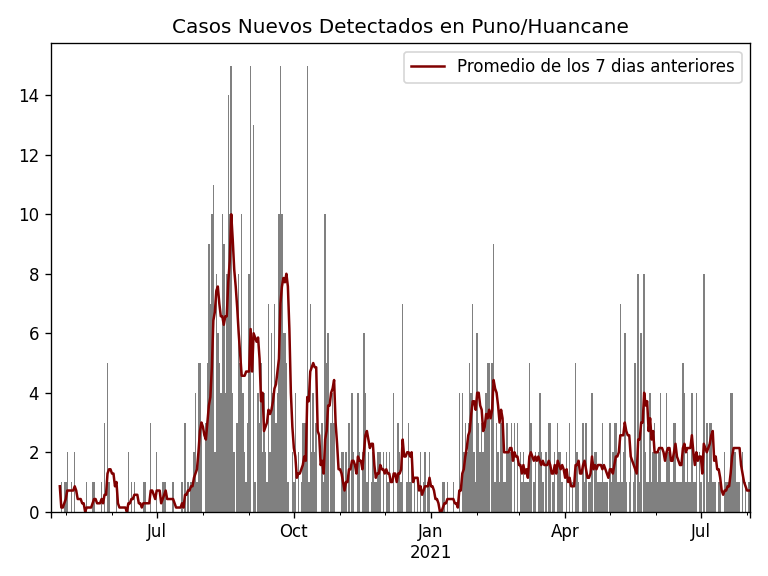 Casos Nuevos Detectados en Puno/Huancane
Promedio de los 7 dias anteriores
14
12
10
8
6
4
2
0
Jul
Oct
Jan
2021
Apr
Jul